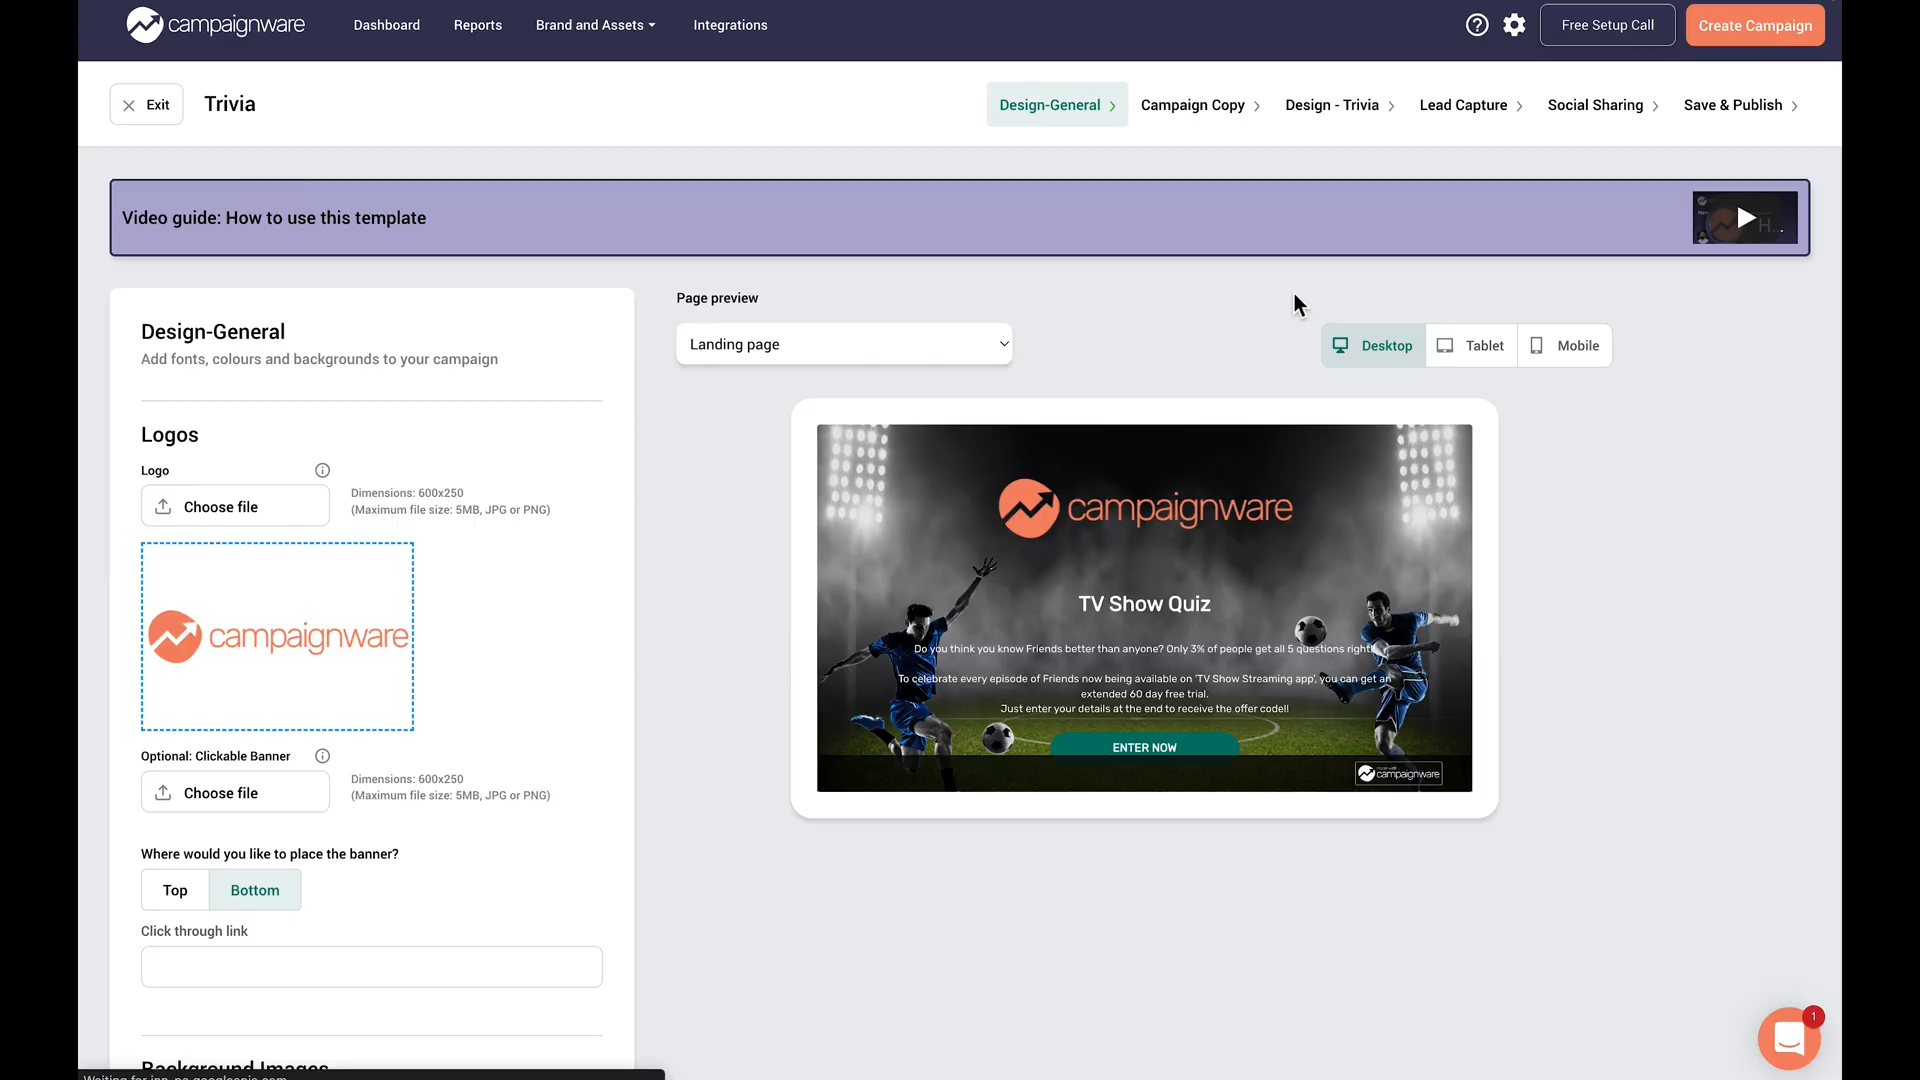 campaignware
Dashboard
Reports
Brand and Assets
Integrations
Free Setup Call
Create Campaign
Exit
Trivia
Design-General
Campaign Copy
Design - Trivia
Lead Capture
Social Sharing
Save & Publish
Video guide: How to use this template
H...
Design-General
Add fonts, colours and backgrounds to your campaign
Logos
Logo
Choose file
Dimensions: 600x250
(Maximum file size: 5MB, JPG or PNG)
campaignware
Optional: Clickable Banner
Choose file
Dimensions: 600x250
(Maximum file size: 5MB, JPG or PNG)
Where would you like to place the banner?
Top
Bottom
Click through link
Background Images
Page preview
Landing page
Desktop
Tablet
Mobile
campaignware
TV Show Quiz
Do you think you know Friends better than anyone? Only 3% of people get all 5 questions right!
To celebrate every episode of Friends now being available on 'TV Show Streaming app', you can get an
extended 60 day free trial.
Just enter your details at the end to receive the offer code!!
ENTER NOW
made with
campaignware
1